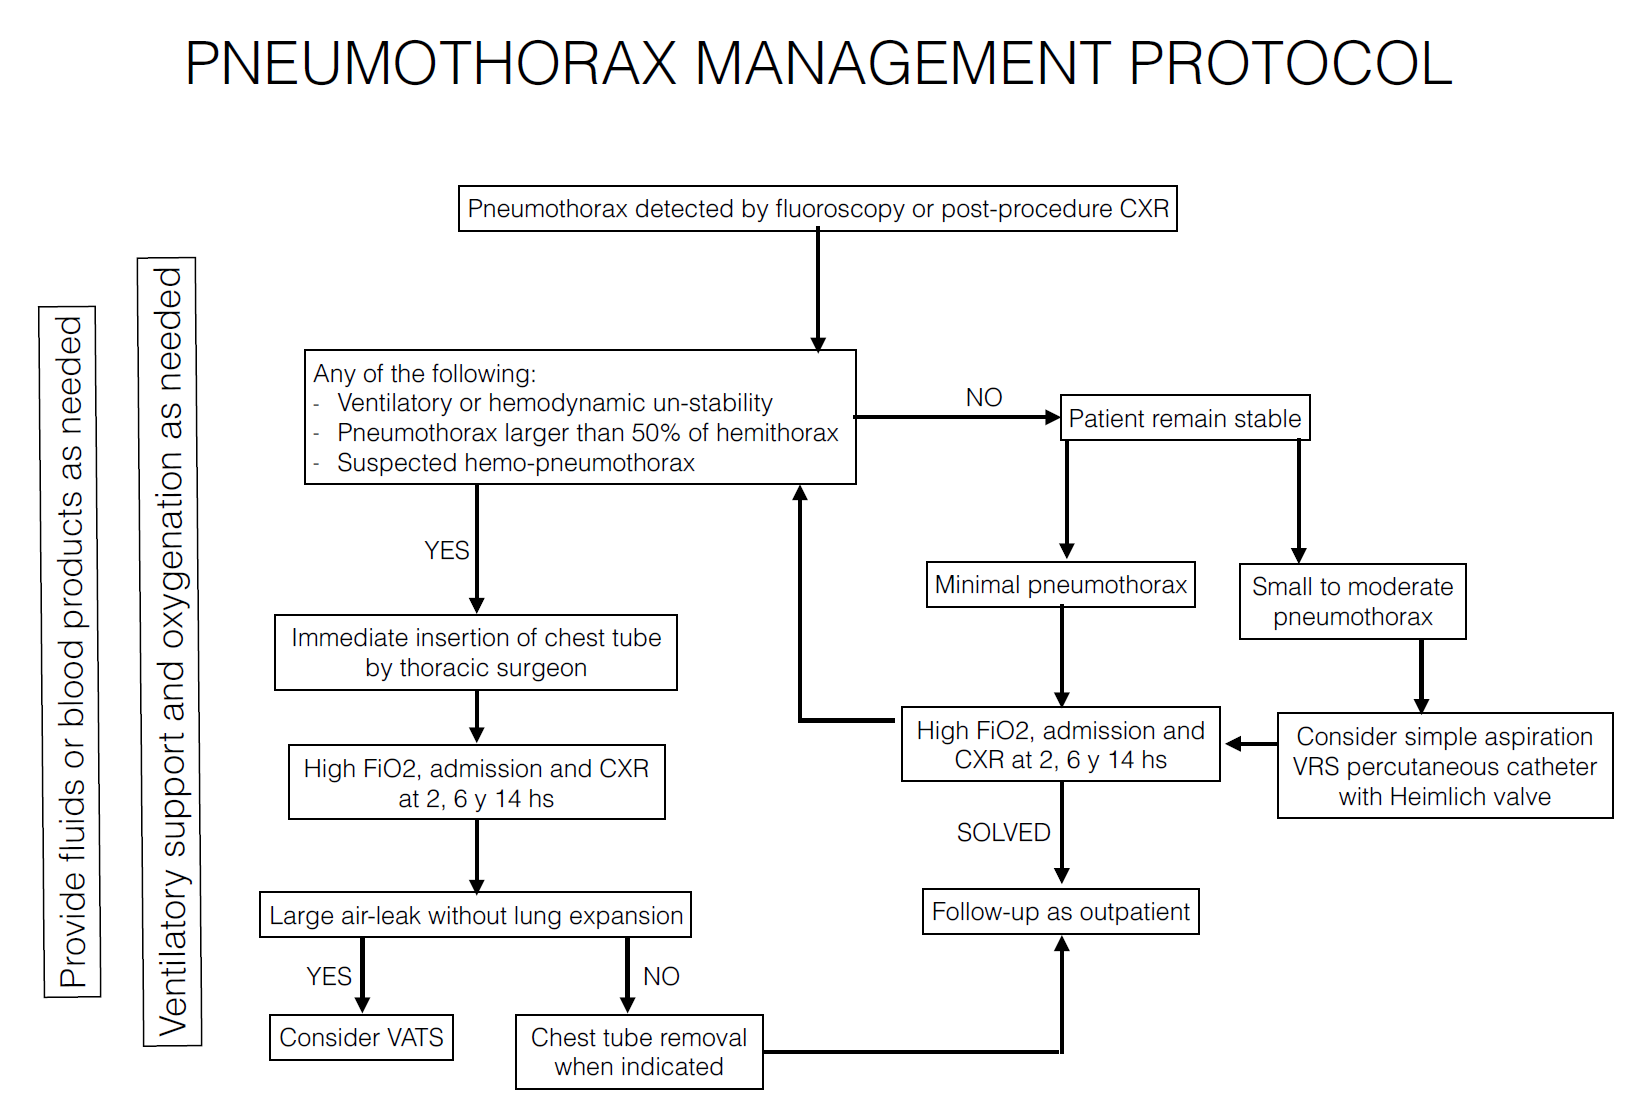 PNEUMOTHORAX MANAGEMENT PROTOCOL
Provide fluids or blood products as needed
Ventilatory support and oxygenation as needed
Pneumothorax detected by fluoroscopy or post-procedure CXR
Any of the following:
- Ventilatory or hemodynamic un-stability
- Pneumothorax larger than 50% of hemithorax
- Suspected hemo-pneumothorax
NO
Patient remain stable
YES
Minimal pneumothorax
Small to moderate
pneumothorax
Immediate insertion of chest tube
by thoracic surgeon
High FiO2, admission and
CXR at 2, 6 y 14 hs
Consider simple aspiration
VRS percutaneous catheter
with Heimlich valve
High FiO2, admission and CXR
at 2, 6 y 14 hs
SOLVED
Large air-leak without lung expansion
Follow-up as outpatient
YES
NO
Consider VATS
Chest tube removal
when indicated